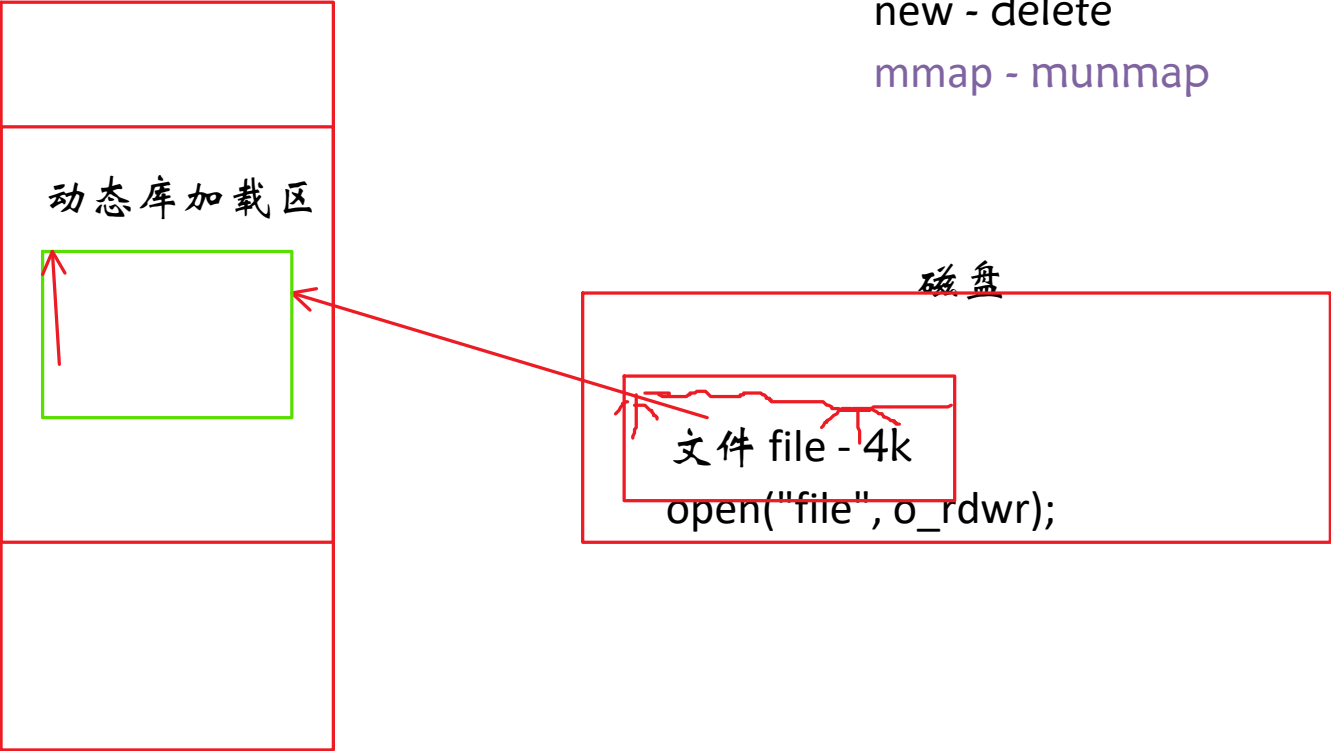 new - delete
mmap - munmap
动态库加载区
磁盘
文件 file - 4k
open("file", o_rdwr);